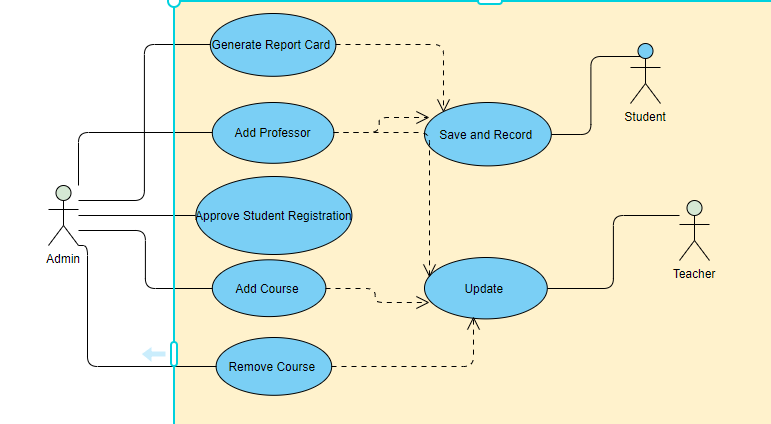 Generate Report Card
Student
Add Professor
Save and Record
Approve Student Registration
Admin
Teacher
Add Course
Update
Remove Course